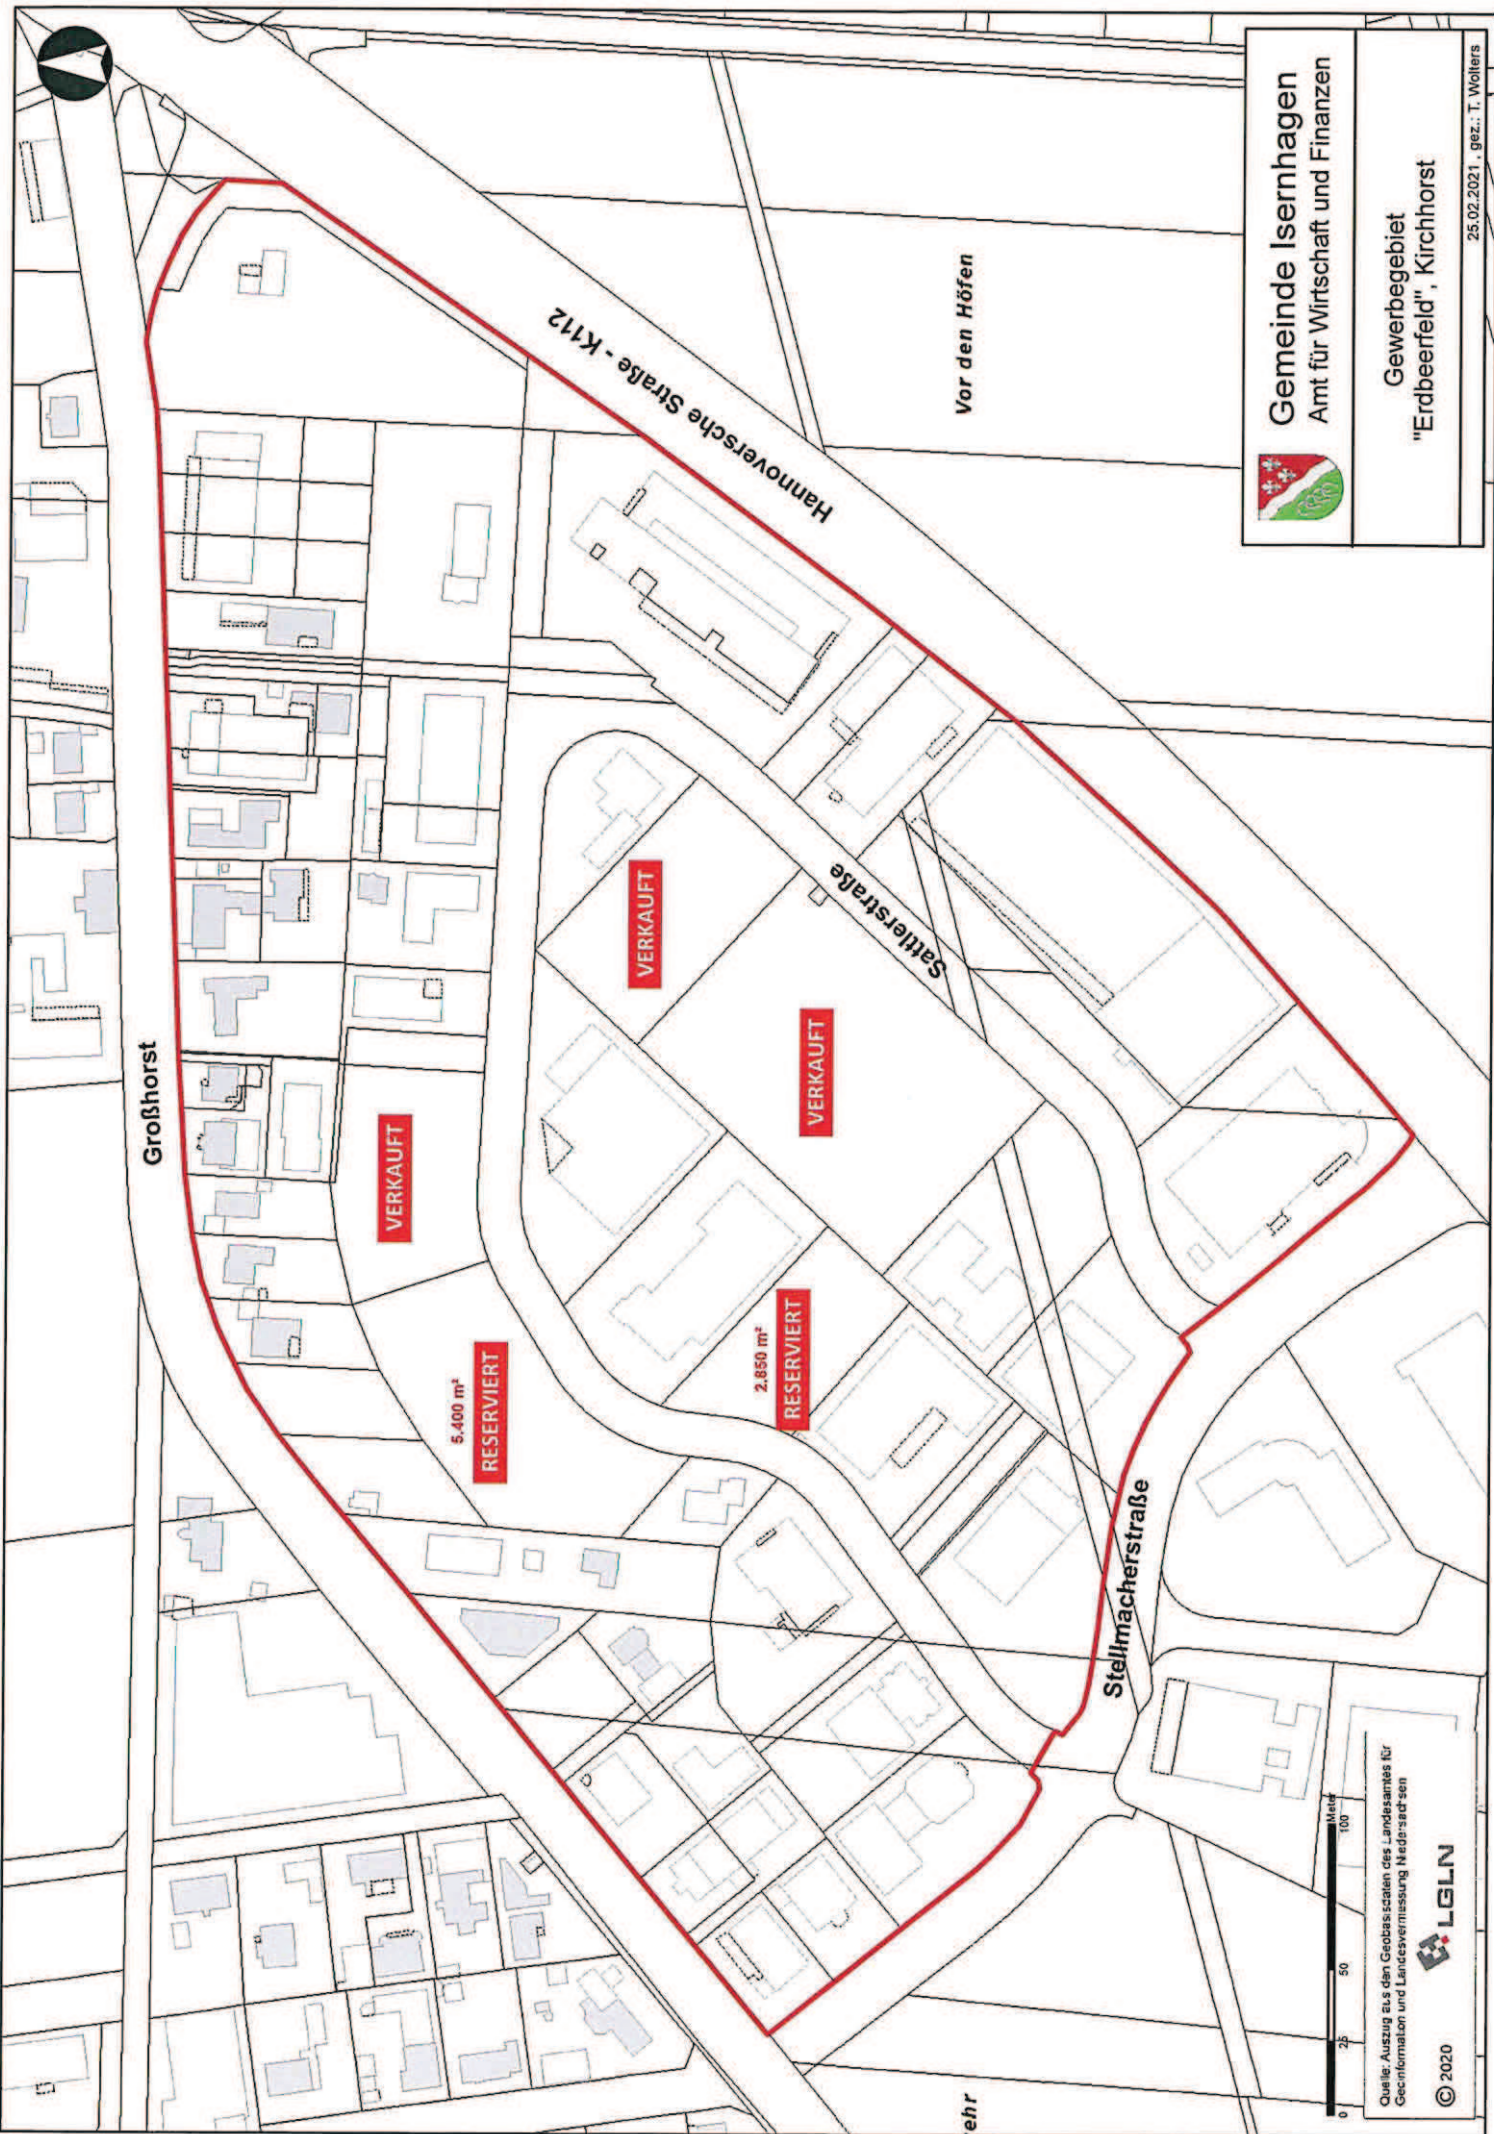 Großhorst
Hannoversche Straße - K112
Vor den Höfen
VERKAUFT
VERKAUFT
VERKAUFT
Sattlerstraße
5.400 m²
RESERVIERT
2.850 m²
RESERVIERT
Stellmacherstraße
ehr
Gemeinde Isernhagen
Amt für Wirtschaft und Finanzen
Gewerbegebiet
"Erdbeerfeld", Kirchhorst
25.02.2021 , gez.: T. Wolters
0 25 50 100
Meter
Quelle: Auszug aus den Geobasisdaten des Landesamtes für
Geoinformation und Landesvermessung Niedersachsen
© 2020
LGLN